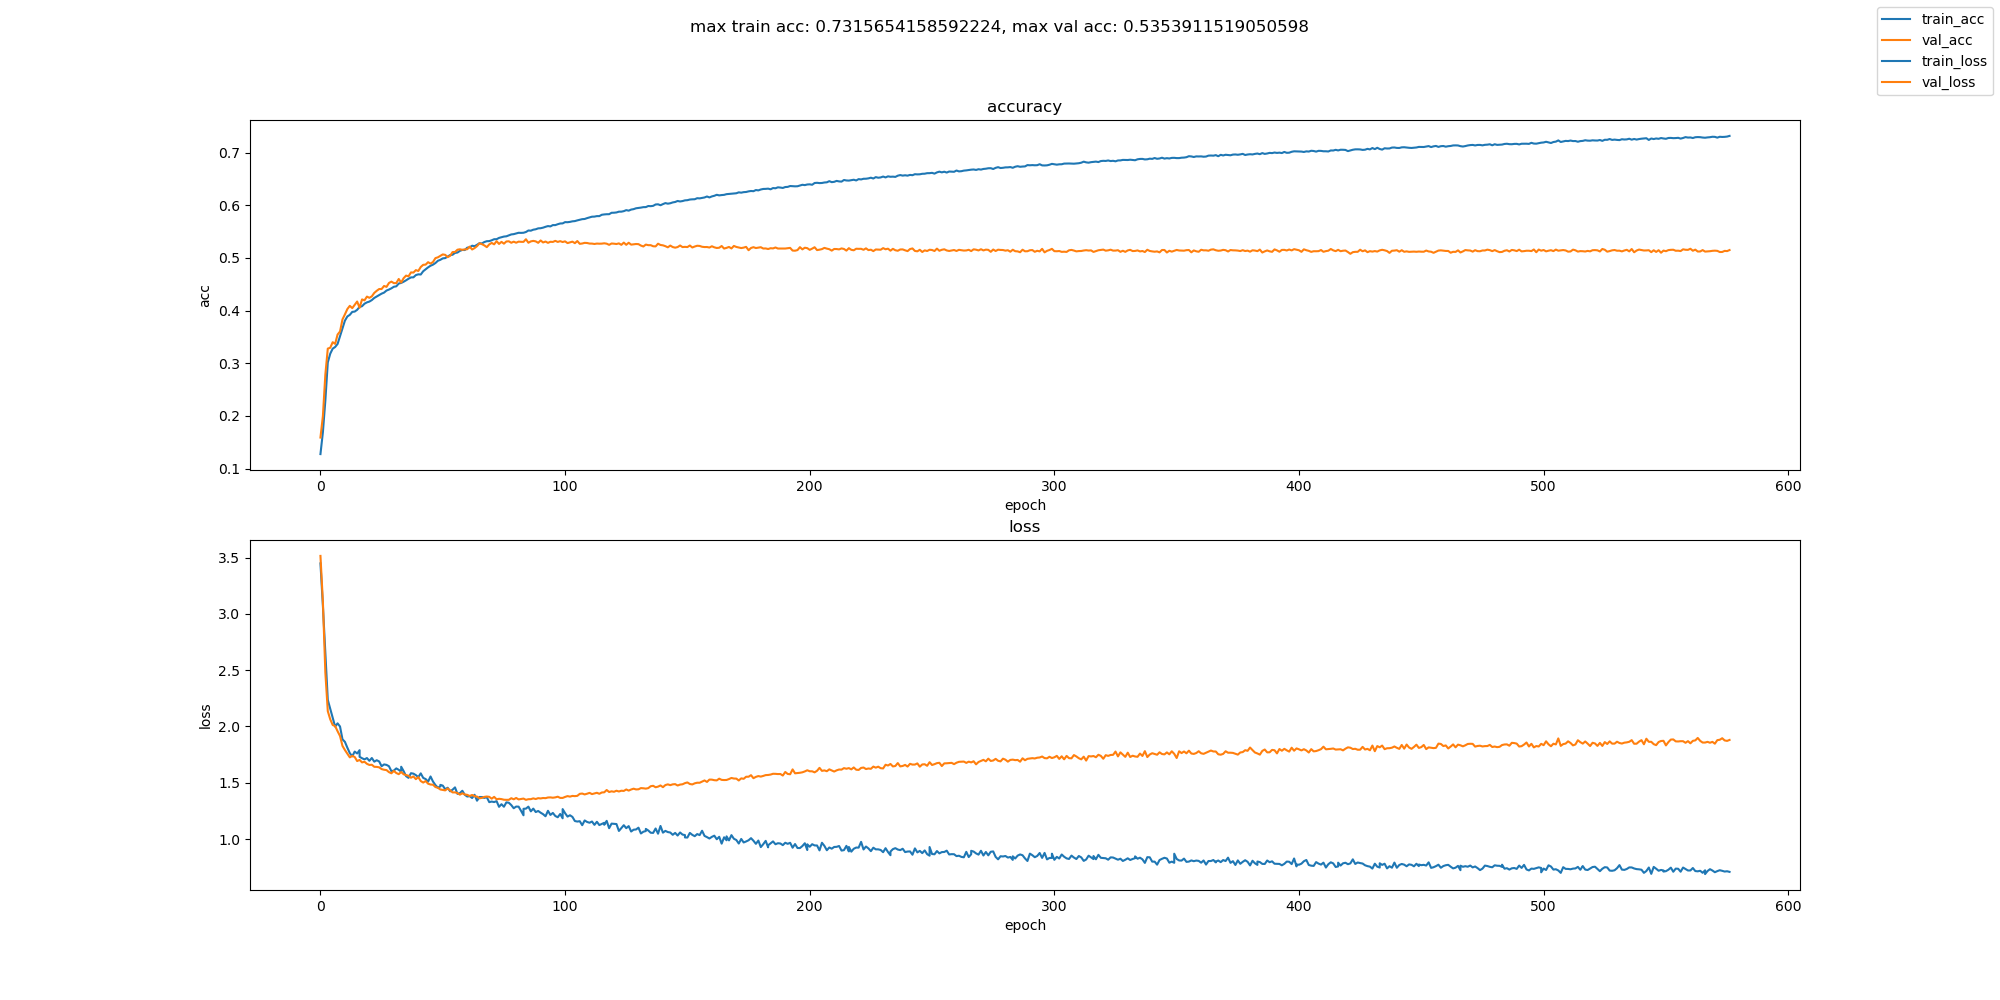 max train acc: 0.7315654158592224, max val acc: 0.5353911519050598
train_acc
val_acc
train_loss
val_loss
accuracy
0.7
0.6
0.5
0.4
0.3
0.2
0.1
acc
0 100 200 300 400 500 600
epoch
loss
3.5
3.0
2.5
2.0
1.5
1.0
loss
0 100 200 300 400 500 600
epoch